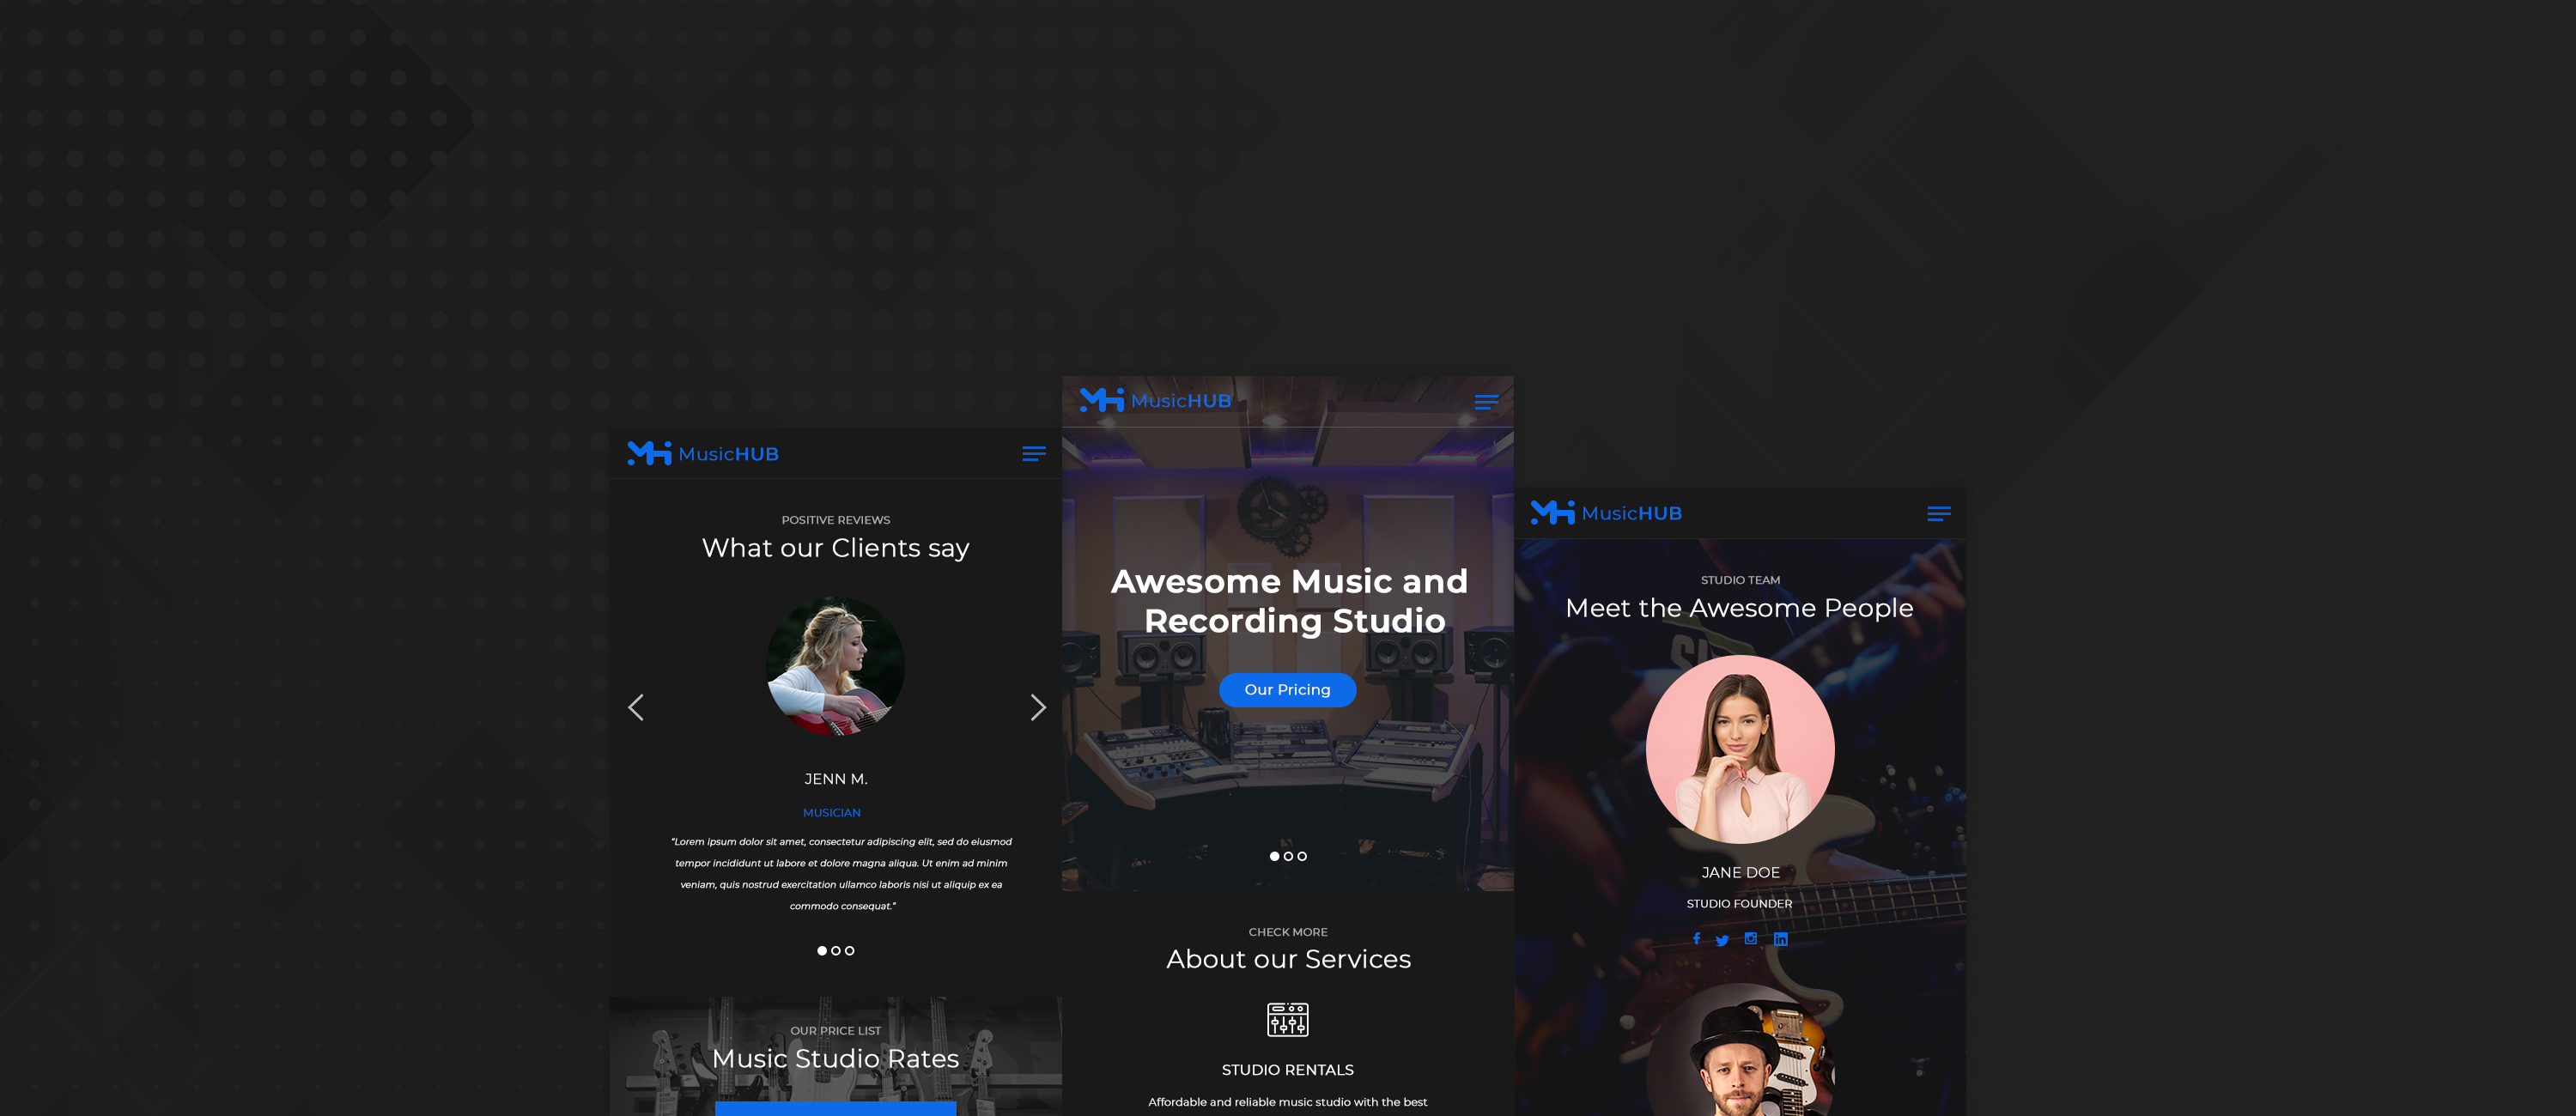 MusicHUB
POSITIVE REVIEWS
What our Clients say
JENN M.
MUSICIAN
"Lorem ipsum dolor sit amet, consectetur adipiscing elit, sed do eiusmod
tempor incididunt ut labore et dolore magna aliqua. Ut enim ad minim
veniam, quis nostrud exercitation ullamco laboris nisi ut aliquip ex ea
commodo consequat."
OUR PRICE LIST
Music Studio Rates
MusicHUB
Awesome Music and
Recording Studio
Our Pricing
CHECK MORE
About our Services
STUDIO RENTALS
Affordable and reliable music studio with the best
MusicHUB
STUDIO TEAM
Meet the Awesome People
JANE DOE
STUDIO FOUNDER